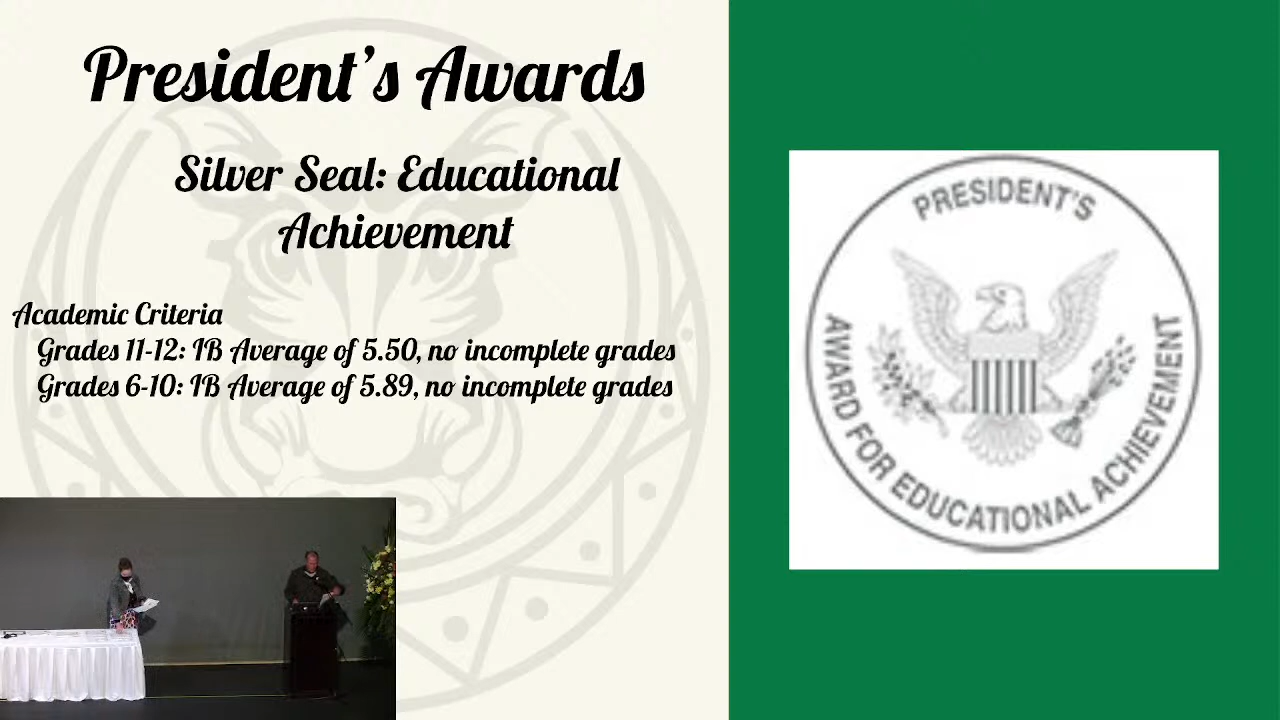 President's Awards
Silver Seal: Educational
Achievement
Academic Criteria
Grades 11-12: IB Average of 5.50, no incomplete grades
Grades 6-10: IB Average of 5.89, no incomplete grades
PRESIDENT'S
AWARD FOR EDUCATIONAL ACHIEVEMENT